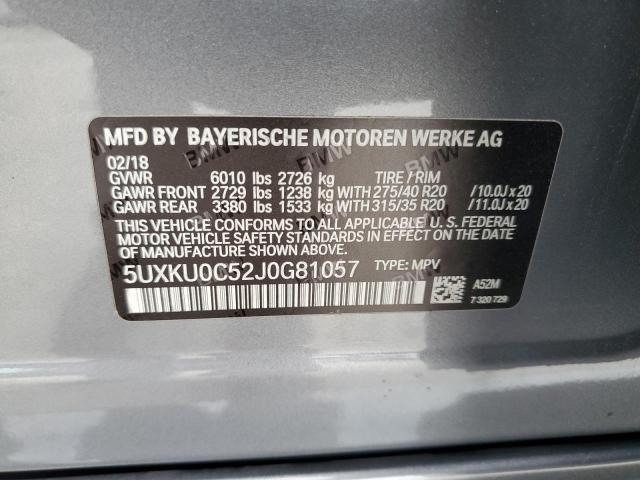 MFD BY BAYERISCHE MOTOREN WERKE AG
02/18
GVWR 6010 lbs 2726 kg TIRE / RIM
GAWR FRONT 2729 lbs 1238 kg WITH 275/40 R20 /10.0J x 20
GAWR REAR 3380 lbs 1533 kg WITH 315/35 R20 /11.0J x 20
THIS VEHICLE CONFORMS TO ALL APPLICABLE U. S. FEDERAL
MOTOR VEHICLE SAFETY STANDARDS IN EFFECT ON THE DATE
OF MANUFACTURE SHOWN ABOVE.
5UXKU0C52J0G81057 TYPE: MPV
A52M
7 320 729